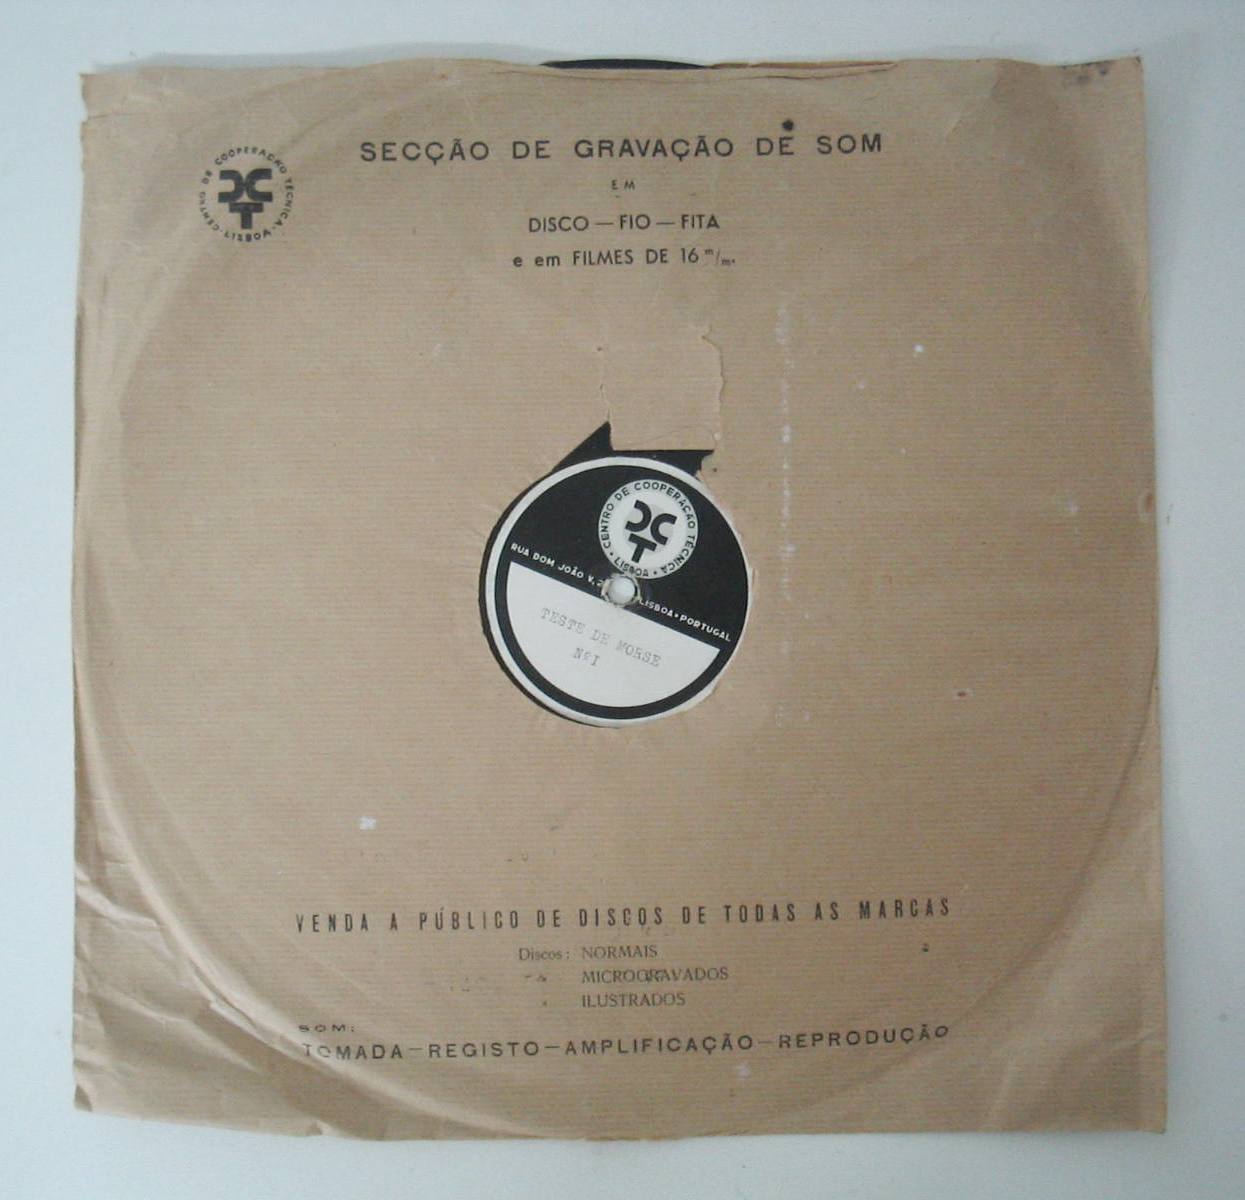 SECÇÃO DE GRAVAÇÃO DE SOM
EM
DISCO — FIO — FITA
e em FILMES DE 16 m/m.
CENTRO DE COOPERAÇÃO TÉCNICA · LISBOA ·
CCT
CENTRO DE COOPERAÇÃO TÉCNICA · LISBOA ·
CCT
RUA DOM JOÃO V, LISBOA · PORTUGAL
TESTE DE MORSE
Nº I
VENDA A PÚBLICO DE DISCOS DE TODAS AS MARCAS
Discos: NORMAIS
MICROGRAVADOS
ILUSTRADOS
SOM:
TOMADA — REGISTO — AMPLIFICAÇÃO — REPRODUÇÃO